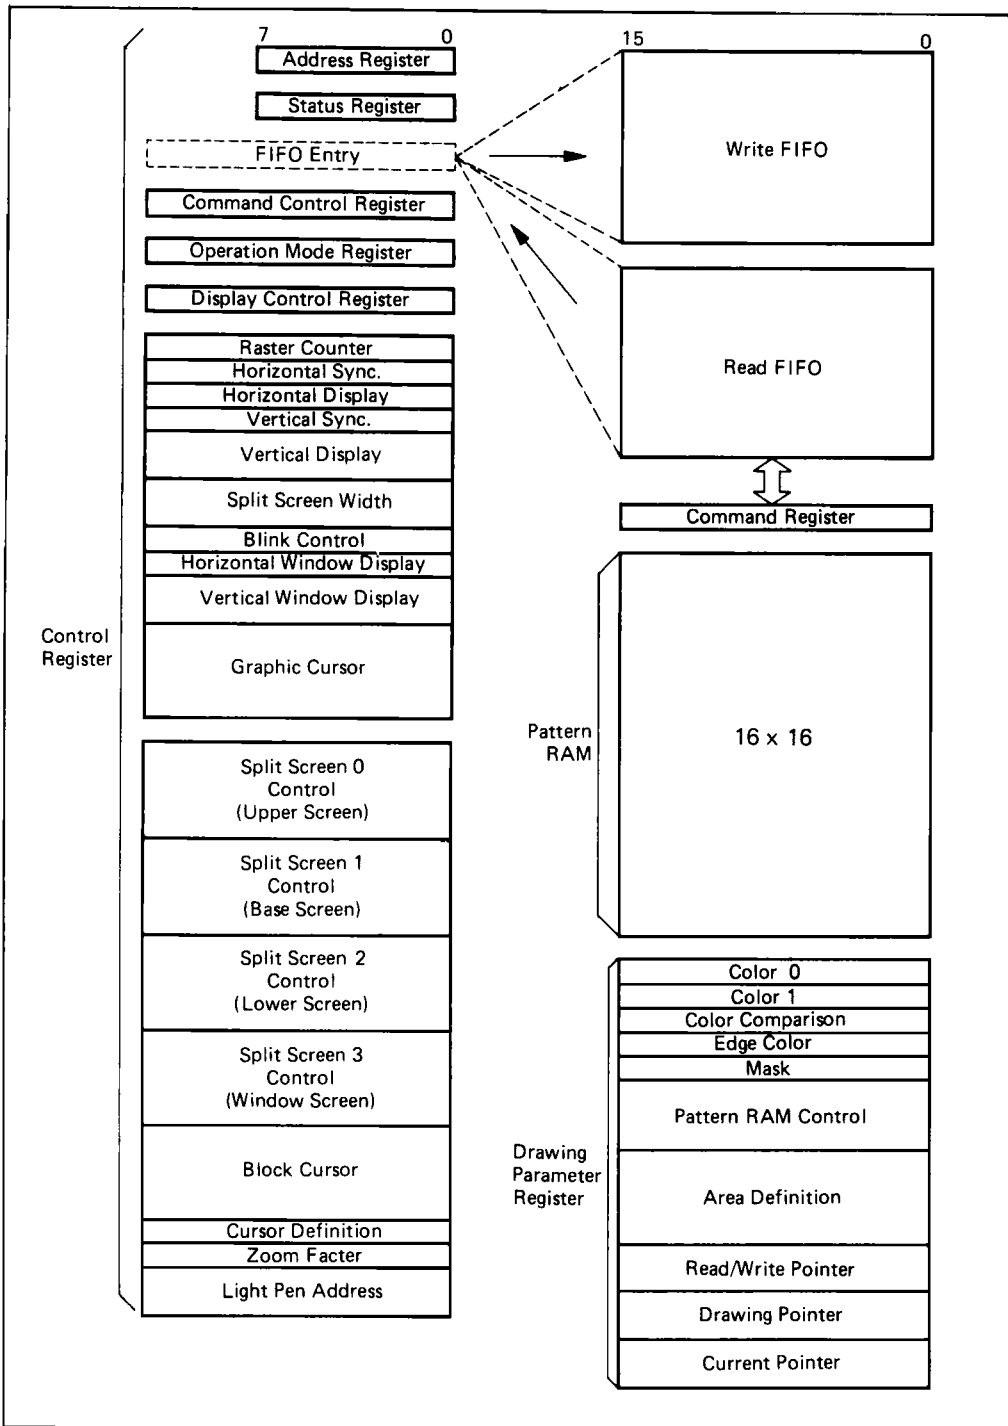 7 0
Address Register
Status Register
FIFO Entry
Command Control Register
Operation Mode Register
Display Control Register
Raster Counter
Horizontal Sync.
Horizontal Display
Vertical Sync.
Vertical Display
Split Screen Width
Blink Control
Horizontal Window Display
Vertical Window Display
Graphic Cursor
Control
Register
Split Screen 0
Control
(Upper Screen)
Split Screen 1
Control
(Base Screen)
Split Screen 2
Control
(Lower Screen)
Split Screen 3
Control
(Window Screen)
Block Cursor
Cursor Definition
Zoom Facter
Light Pen Address
15 0
Write FIFO
Read FIFO
Command Register
Pattern
RAM
16 x 16
Drawing
Parameter
Register
Color 0
Color 1
Color Comparison
Edge Color
Mask
Pattern RAM Control
Area Definition
Read/Write Pointer
Drawing Pointer
Current Pointer